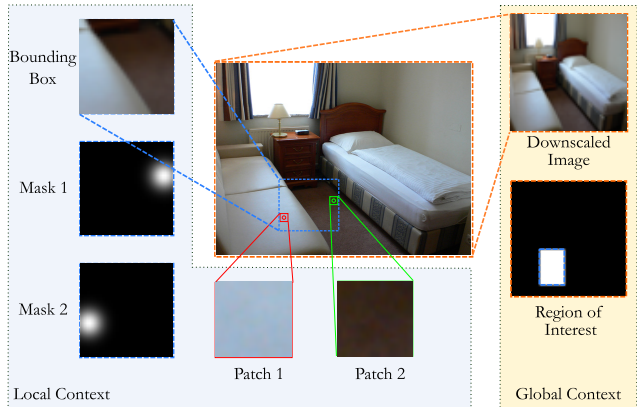 Bounding
Box
Mask 1
Mask 2
Patch 1
Patch 2
Local Context
Downscaled
Image
Region of
Interest
Global Context